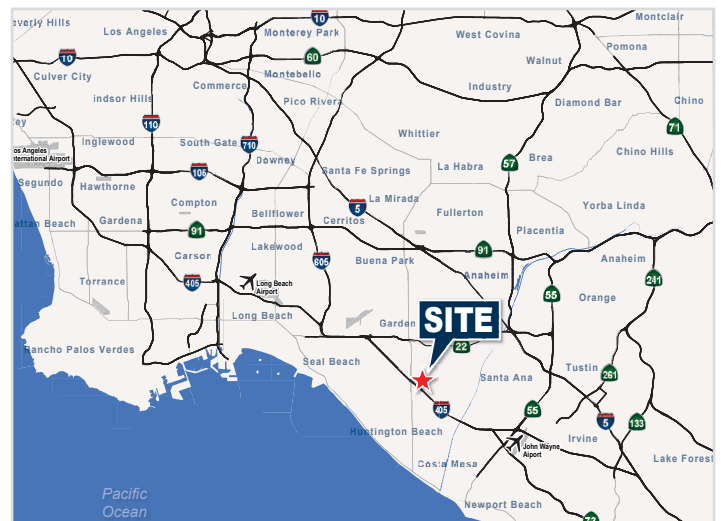 everly Hills
Los Angeles
10
Monterey Park
West Covina
Montclair
Pomona
10
60
Walnut
Culver City
Montebello
Commerce
Industry
Pico Rivera
Diamond Bar
Chino
indsor Hills
110
71
ey
Whittier
Inglewood
South Gate
710
Chino Hills
os Angeles
nternational Airport
Downey
57
Brea
La Habra
105
Santa Fe Springs
Segundo
Hawthorne
La Mirada
5
Compton
Yorba Linda
Bellflower
Fullerton
attan Beach
Gardena
Cerritos
91
Placentia
Lakewood
91
Carson
605
Buena Park
Anaheim
Anaheim
Torrance
405
Long Beach
Airport
55
Orange
241
Long Beach
Garden
SITE
22
Rancho Palos Verdes
Seal Beach
Tustin
261
Santa Ana
405
55
5
133
Huntington Beach
Irvine
John Wayne
Aiport
Costa Mesa
Lake Forest
Pacific
Ocean
Newport Beach
73